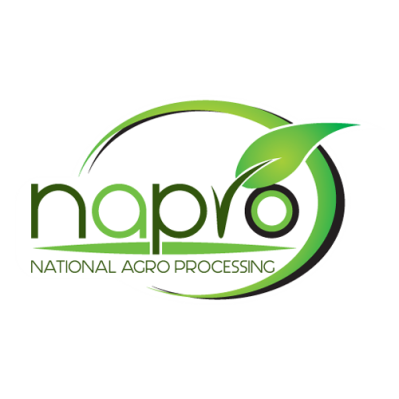 napro
NATIONAL AGRO PROCESSING